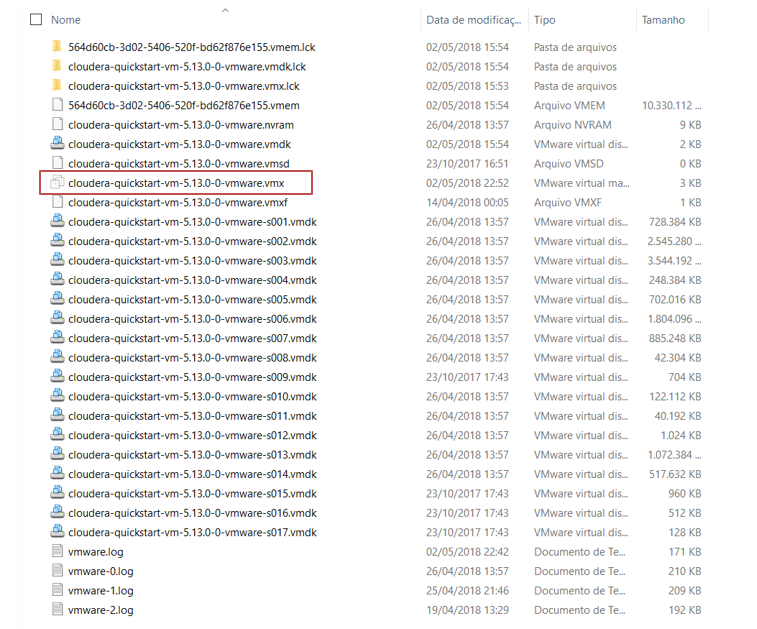 Nome Data de modificaç... Tipo Tamanho
564d60cb-3d02-5406-520f-bd62f876e155.vmem.lck 02/05/2018 15:54 Pasta de arquivos
cloudera-quickstart-vm-5.13.0-0-vmware.vmdk.lck 02/05/2018 15:54 Pasta de arquivos
cloudera-quickstart-vm-5.13.0-0-vmware.vmx.lck 02/05/2018 15:53 Pasta de arquivos
564d60cb-3d02-5406-520f-bd62f876e155.vmem 02/05/2018 15:54 Arquivo VMEM 10.330.112 ...
cloudera-quickstart-vm-5.13.0-0-vmware.nvram 26/04/2018 13:57 Arquivo NVRAM 9 KB
cloudera-quickstart-vm-5.13.0-0-vmware.vmdk 02/05/2018 15:54 VMware virtual dis... 2 KB
cloudera-quickstart-vm-5.13.0-0-vmware.vmsd 23/10/2017 16:51 Arquivo VMSD 0 KB
cloudera-quickstart-vm-5.13.0-0-vmware.vmx 02/05/2018 22:52 VMware virtual ma... 3 KB
cloudera-quickstart-vm-5.13.0-0-vmware.vmxf 14/04/2018 00:05 Arquivo VMXF 1 KB
cloudera-quickstart-vm-5.13.0-0-vmware-s001.vmdk 26/04/2018 13:57 VMware virtual dis... 728.384 KB
cloudera-quickstart-vm-5.13.0-0-vmware-s002.vmdk 26/04/2018 13:57 VMware virtual dis... 2.545.280 ...
cloudera-quickstart-vm-5.13.0-0-vmware-s003.vmdk 26/04/2018 13:57 VMware virtual dis... 3.544.192 ...
cloudera-quickstart-vm-5.13.0-0-vmware-s004.vmdk 26/04/2018 13:57 VMware virtual dis... 248.384 KB
cloudera-quickstart-vm-5.13.0-0-vmware-s005.vmdk 26/04/2018 13:57 VMware virtual dis... 702.016 KB
cloudera-quickstart-vm-5.13.0-0-vmware-s006.vmdk 26/04/2018 13:57 VMware virtual dis... 1.804.096 ...
cloudera-quickstart-vm-5.13.0-0-vmware-s007.vmdk 26/04/2018 13:57 VMware virtual dis... 885.248 KB
cloudera-quickstart-vm-5.13.0-0-vmware-s008.vmdk 26/04/2018 13:57 VMware virtual dis... 42.304 KB
cloudera-quickstart-vm-5.13.0-0-vmware-s009.vmdk 23/10/2017 17:43 VMware virtual dis... 704 KB
cloudera-quickstart-vm-5.13.0-0-vmware-s010.vmdk 26/04/2018 13:57 VMware virtual dis... 122.112 KB
cloudera-quickstart-vm-5.13.0-0-vmware-s011.vmdk 26/04/2018 13:57 VMware virtual dis... 40.192 KB
cloudera-quickstart-vm-5.13.0-0-vmware-s012.vmdk 26/04/2018 13:57 VMware virtual dis... 1.024 KB
cloudera-quickstart-vm-5.13.0-0-vmware-s013.vmdk 26/04/2018 13:57 VMware virtual dis... 1.072.384 ...
cloudera-quickstart-vm-5.13.0-0-vmware-s014.vmdk 26/04/2018 13:57 VMware virtual dis... 517.632 KB
cloudera-quickstart-vm-5.13.0-0-vmware-s015.vmdk 23/10/2017 17:43 VMware virtual dis... 960 KB
cloudera-quickstart-vm-5.13.0-0-vmware-s016.vmdk 23/10/2017 17:43 VMware virtual dis... 512 KB
cloudera-quickstart-vm-5.13.0-0-vmware-s017.vmdk 23/10/2017 17:43 VMware virtual dis... 128 KB
vmware.log 02/05/2018 22:42 Documento de Te... 171 KB
vmware-0.log 26/04/2018 13:57 Documento de Te... 210 KB
vmware-1.log 25/04/2018 21:46 Documento de Te... 209 KB
vmware-2.log 19/04/2018 13:29 Documento de Te... 192 KB